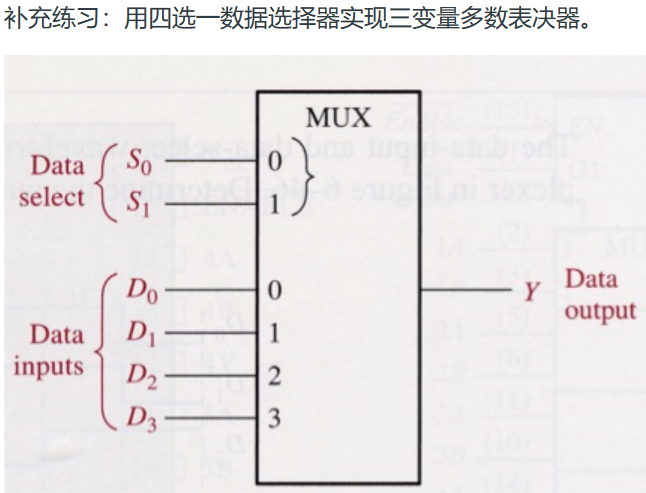 补充练习：用四选一数据选择器实现三变量多数表决器。
MUX
Data select
S₀ 0
S₁ 1
Data inputs
D₀ 0
D₁ 1
D₂ 2
D₃ 3
Y Data output